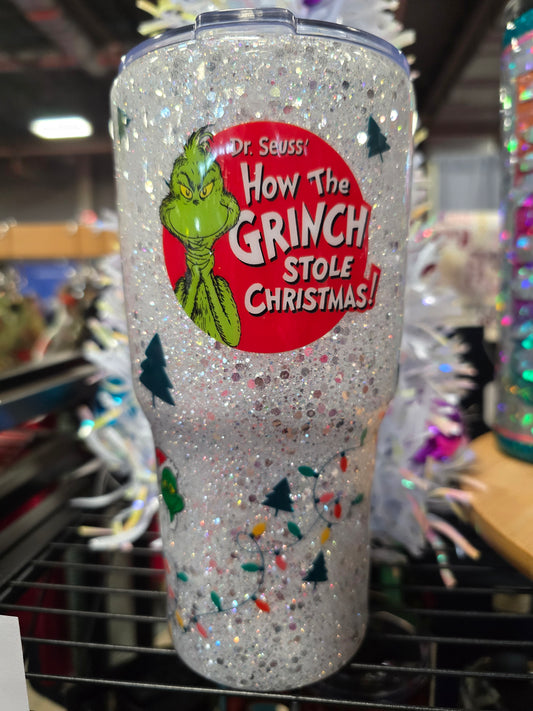 Dr. Seuss'
How The
GRINCH
STOLE
CHRISTMAS!